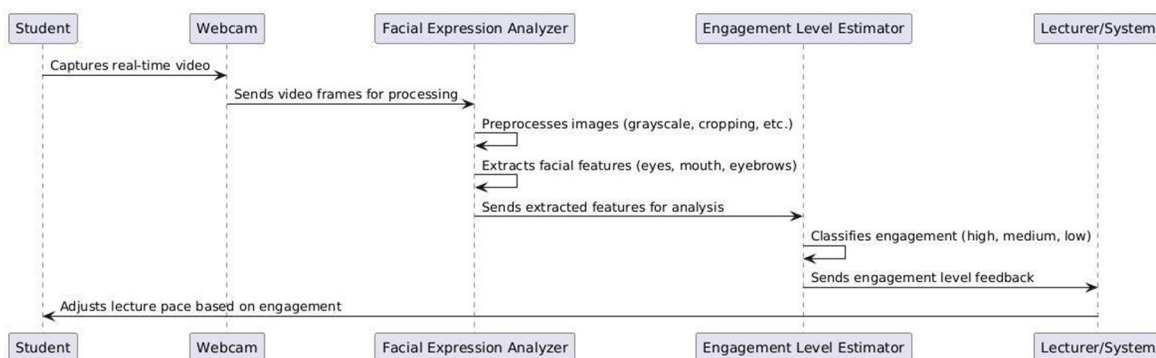 Student
Webcam
Facial Expression Analyzer
Engagement Level Estimator
Lecturer/System
Captures real-time video
Sends video frames for processing
Preprocesses images (grayscale, cropping, etc.)
Extracts facial features (eyes, mouth, eyebrows)
Sends extracted features for analysis
Classifies engagement (high, medium, low)
Sends engagement level feedback
Adjusts lecture pace based on engagement
Student
Webcam
Facial Expression Analyzer
Engagement Level Estimator
Lecturer/System